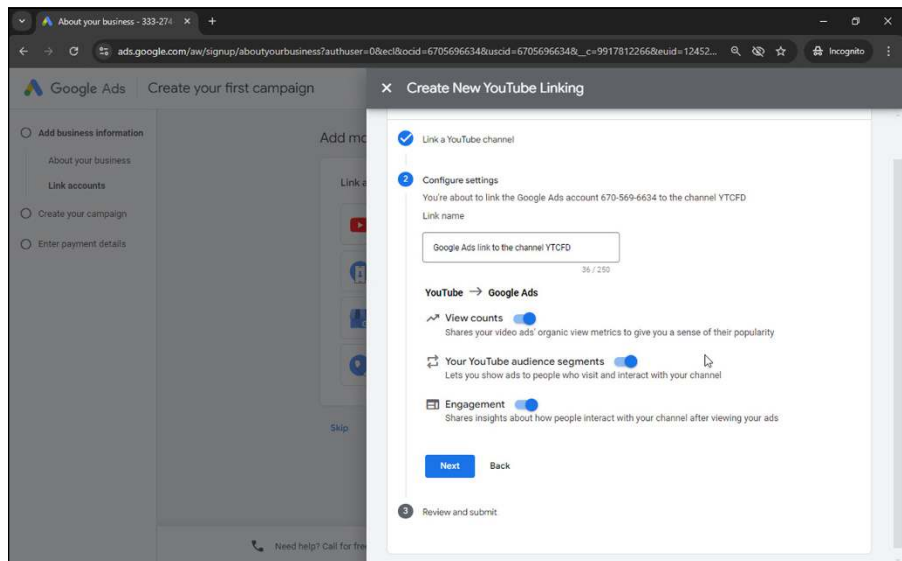 About your business - 333-274
ads.google.com/aw/signup/aboutyourbusiness?authuser=0&ecl&ocid=6705696634&uscid=6705696634&__c=9917812266&euid=12452...
Incognito
Google Ads
Create your first campaign
Create New YouTube Linking
Add business information
About your business
Link accounts
Create your campaign
Enter payment details
Add mo
Link a
Skip
Need help? Call for fre
Link a YouTube channel
2
Configure settings
You're about to link the Google Ads account 670-569-6634 to the channel YTCFD
Link name
Google Ads link to the channel YTCFD
36 / 250
YouTube → Google Ads
View counts
Shares your video ads' organic view metrics to give you a sense of their popularity
Your YouTube audience segments
Lets you show ads to people who visit and interact with your channel
Engagement
Shares insights about how people interact with your channel after viewing your ads
Next Back
3
Review and submit